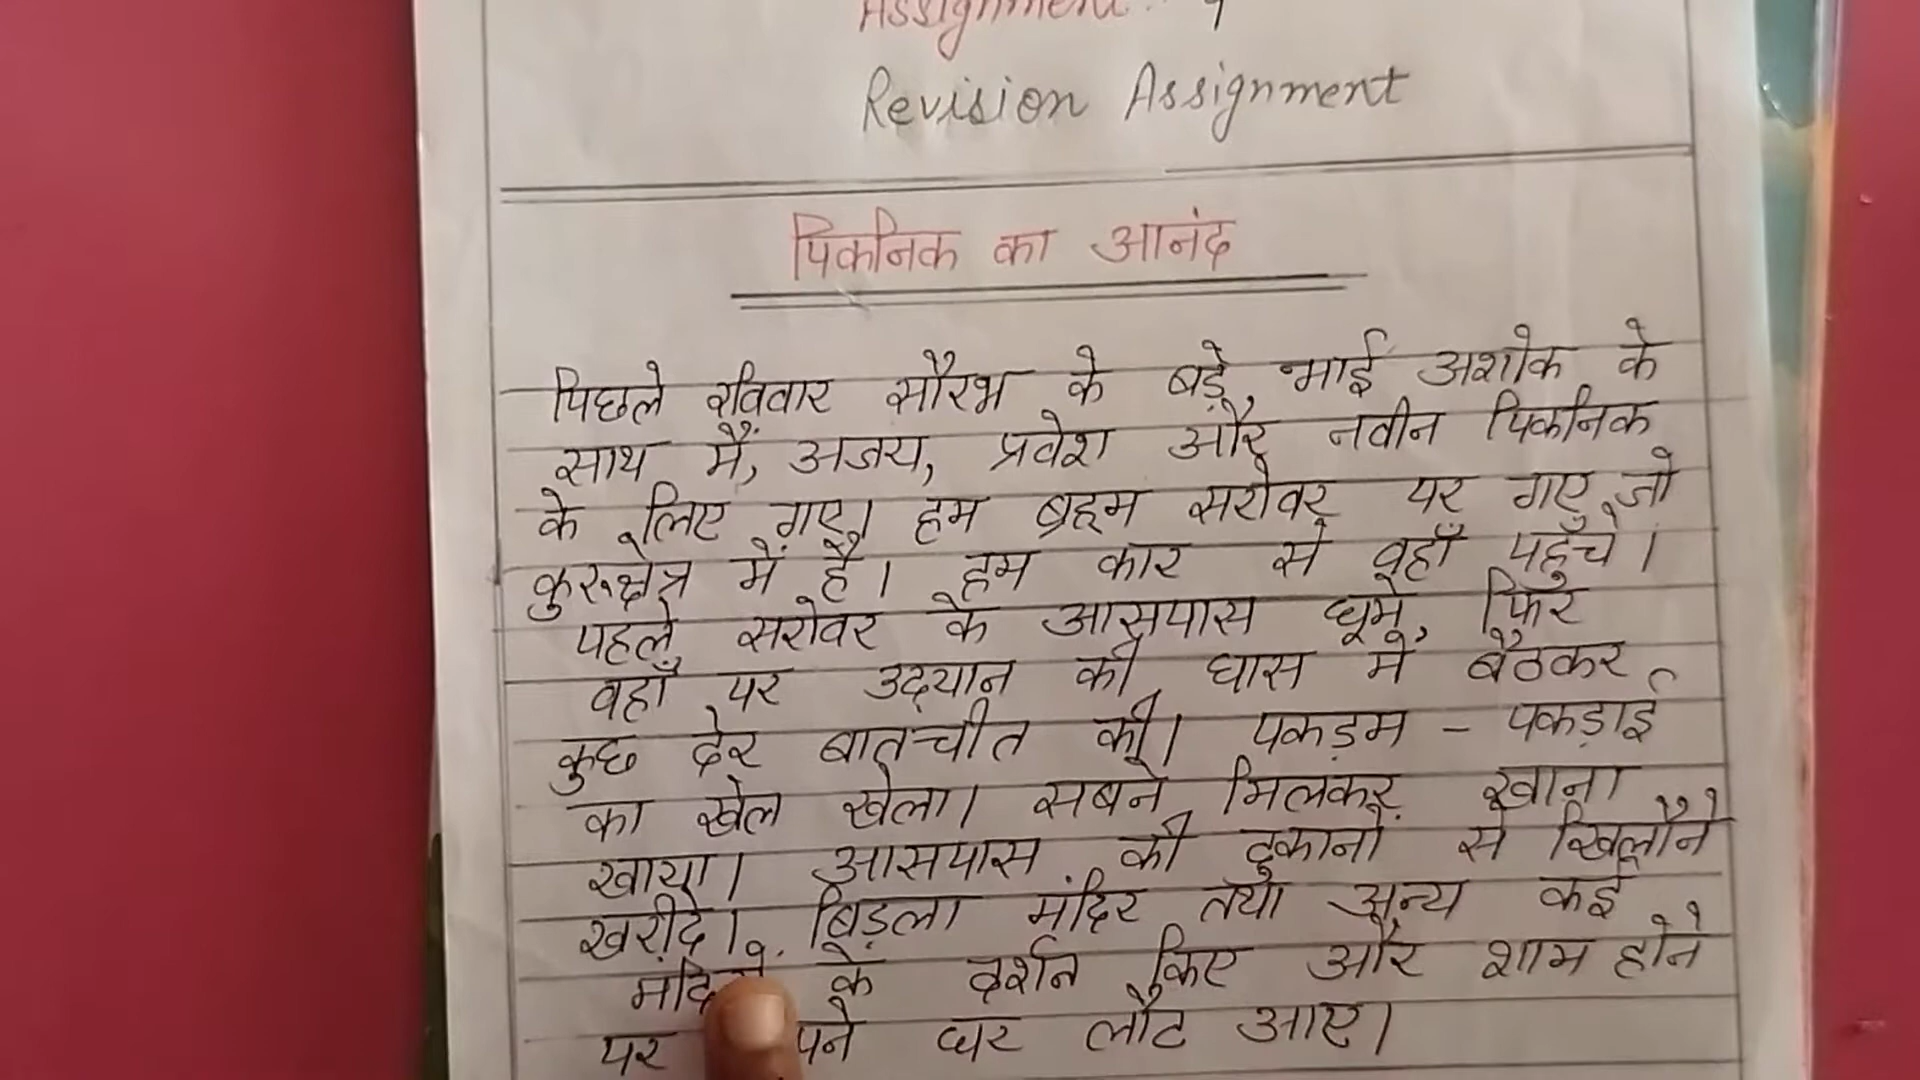 Assignment
Revision Assignment
पिकनिक का आनंद
पिछले रविवार सौरभ के बड़े भाई अशोक के
साथ मैं, अजय, प्रवेश और नवीन पिकनिक
के लिए गए। हम ब्रह्म सरोवर पर गए जो
कुरुक्षेत्र में है। हम कार से वहाँ पहुँचे।
पहले सरोवर के आसपास घूमे, फिर
वहाँ पर उद्यान की घास में बैठकर
कुछ देर बातचीत की। पकड़म - पकड़ाई
का खेल खेला। सबने मिलकर खाना
खाया। आसपास की दुकानों से खिलौने
खरीदे। बिड़ला मंदिर तथा अन्य कई
के दर्शन किए और शाम होने
पर घर लौट आए।